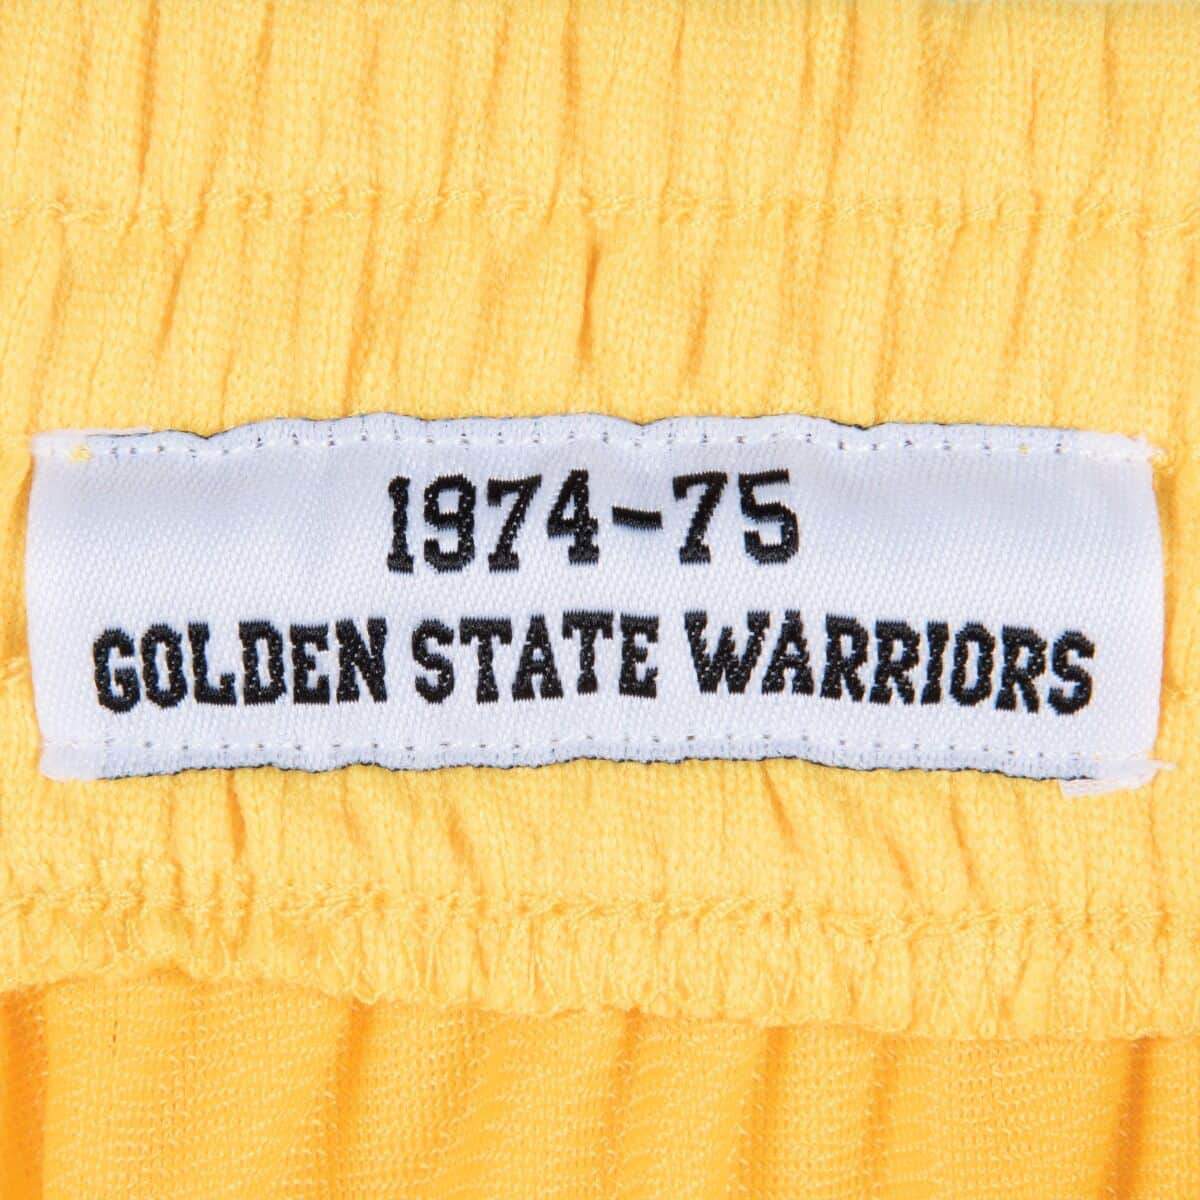 1974-75
GOLDEN STATE WARRIORS